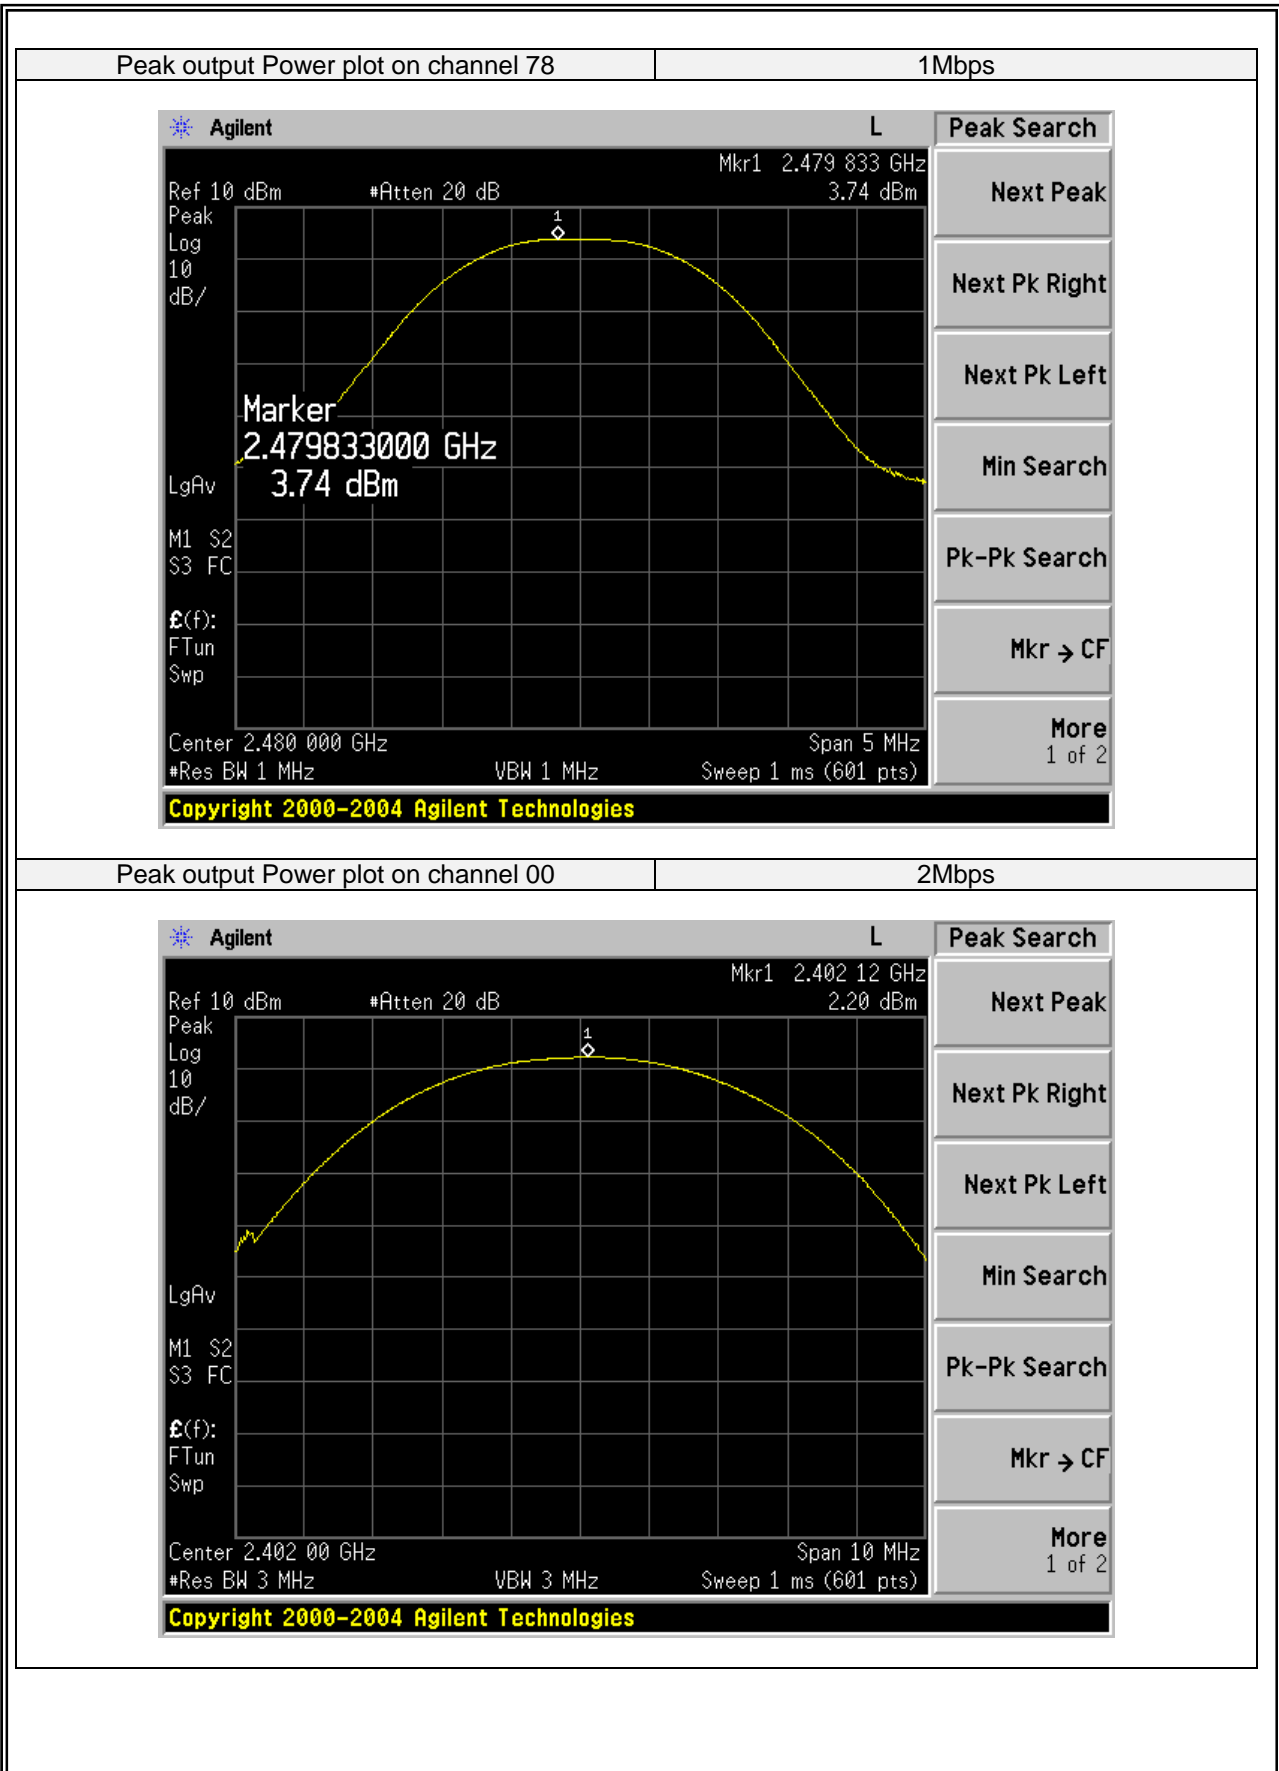 Peak output Power plot on channel 78 1Mbps
Agilent L Peak Search
Mkr1 2.479 833 GHz
Ref 10 dBm #Atten 20 dB 3.74 dBm
Peak
Log
10
dB/
1
Marker
2.479833000 GHz
3.74 dBm
LgAv
M1 S2
S3 FC
£(f):
FTun
Swp
Center 2.480 000 GHz Span 5 MHz
#Res BW 1 MHz VBW 1 MHz Sweep 1 ms (601 pts)
Copyright 2000-2004 Agilent Technologies
Next Peak
Next Pk Right
Next Pk Left
Min Search
Pk-Pk Search
Mkr → CF
More
1 of 2
Peak output Power plot on channel 00 2Mbps
Agilent L Peak Search
Mkr1 2.402 12 GHz
Ref 10 dBm #Atten 20 dB 2.20 dBm
Peak
Log
10
dB/
1
LgAv
M1 S2
S3 FC
£(f):
FTun
Swp
Center 2.402 00 GHz Span 10 MHz
#Res BW 3 MHz VBW 3 MHz Sweep 1 ms (601 pts)
Copyright 2000-2004 Agilent Technologies
Next Peak
Next Pk Right
Next Pk Left
Min Search
Pk-Pk Search
Mkr → CF
More
1 of 2